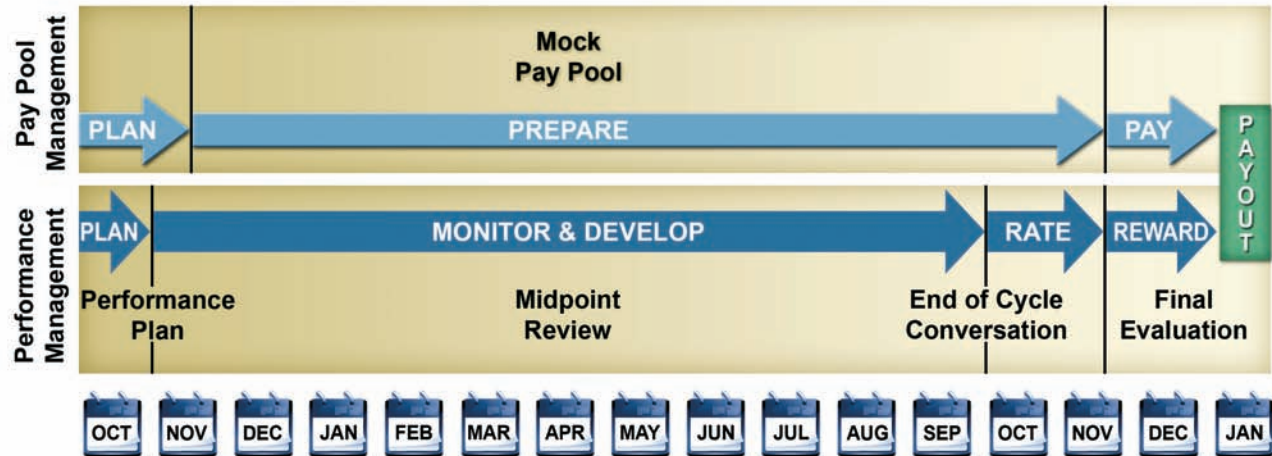 Pay Pool
Management
Mock
Pay Pool
PLAN
PREPARE
PAY
PAYOUT
Performance
Management
PLAN
MONITOR & DEVELOP
RATE
REWARD
Performance
Plan
Midpoint
Review
End of Cycle
Conversation
Final
Evaluation
OCT NOV DEC JAN FEB MAR APR MAY JUN JUL AUG SEP OCT NOV DEC JAN